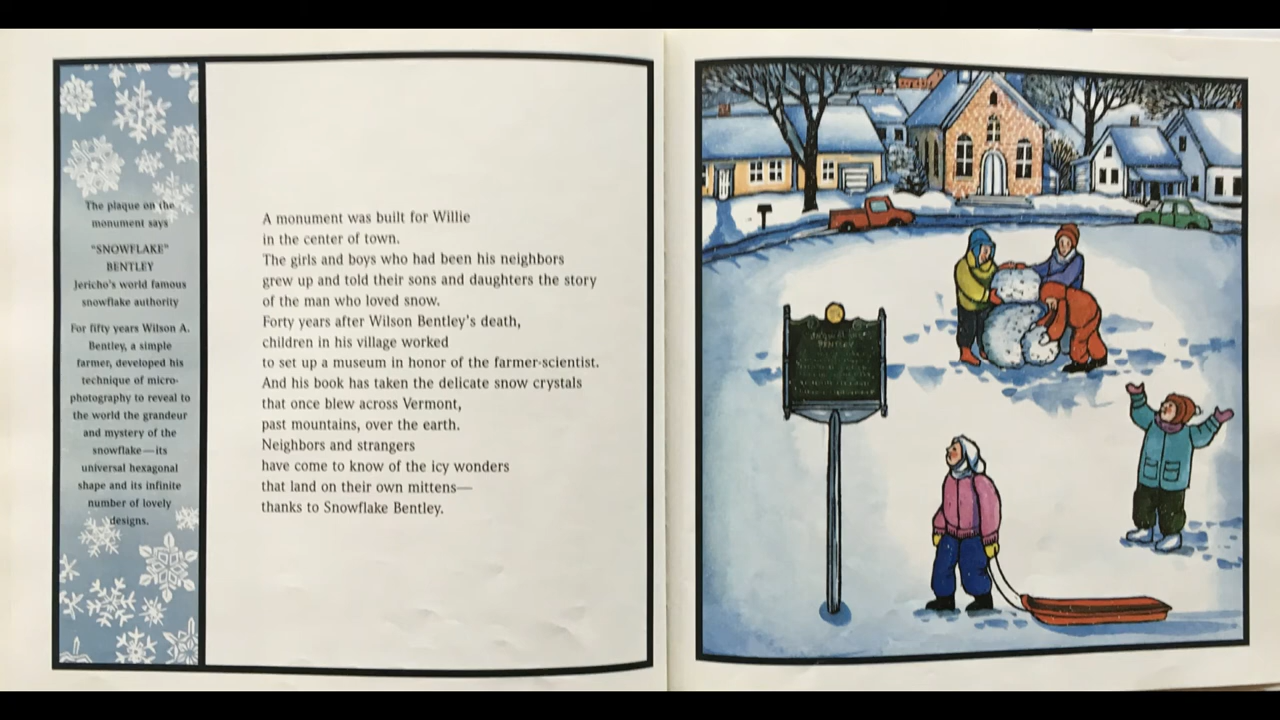 The plaque on the
monument says
"SNOWFLAKE"
BENTLEY
Jericho's world famous
snowflake authority
For fifty years Wilson A.
Bentley, a simple
farmer, developed his
technique of micro-
photography to reveal to
the world the grandeur
and mystery of the
snowflake—its
universal hexagonal
shape and its infinite
number of lovely
designs.
A monument was built for Willie
in the center of town.
The girls and boys who had been his neighbors
grew up and told their sons and daughters the story
of the man who loved snow.
Forty years after Wilson Bentley's death,
children in his village worked
to set up a museum in honor of the farmer-scientist.
And his book has taken the delicate snow crystals
that once blew across Vermont,
past mountains, over the earth.
Neighbors and strangers
have come to know of the icy wonders
that land on their own mittens—
thanks to Snowflake Bentley.
BENTLEY